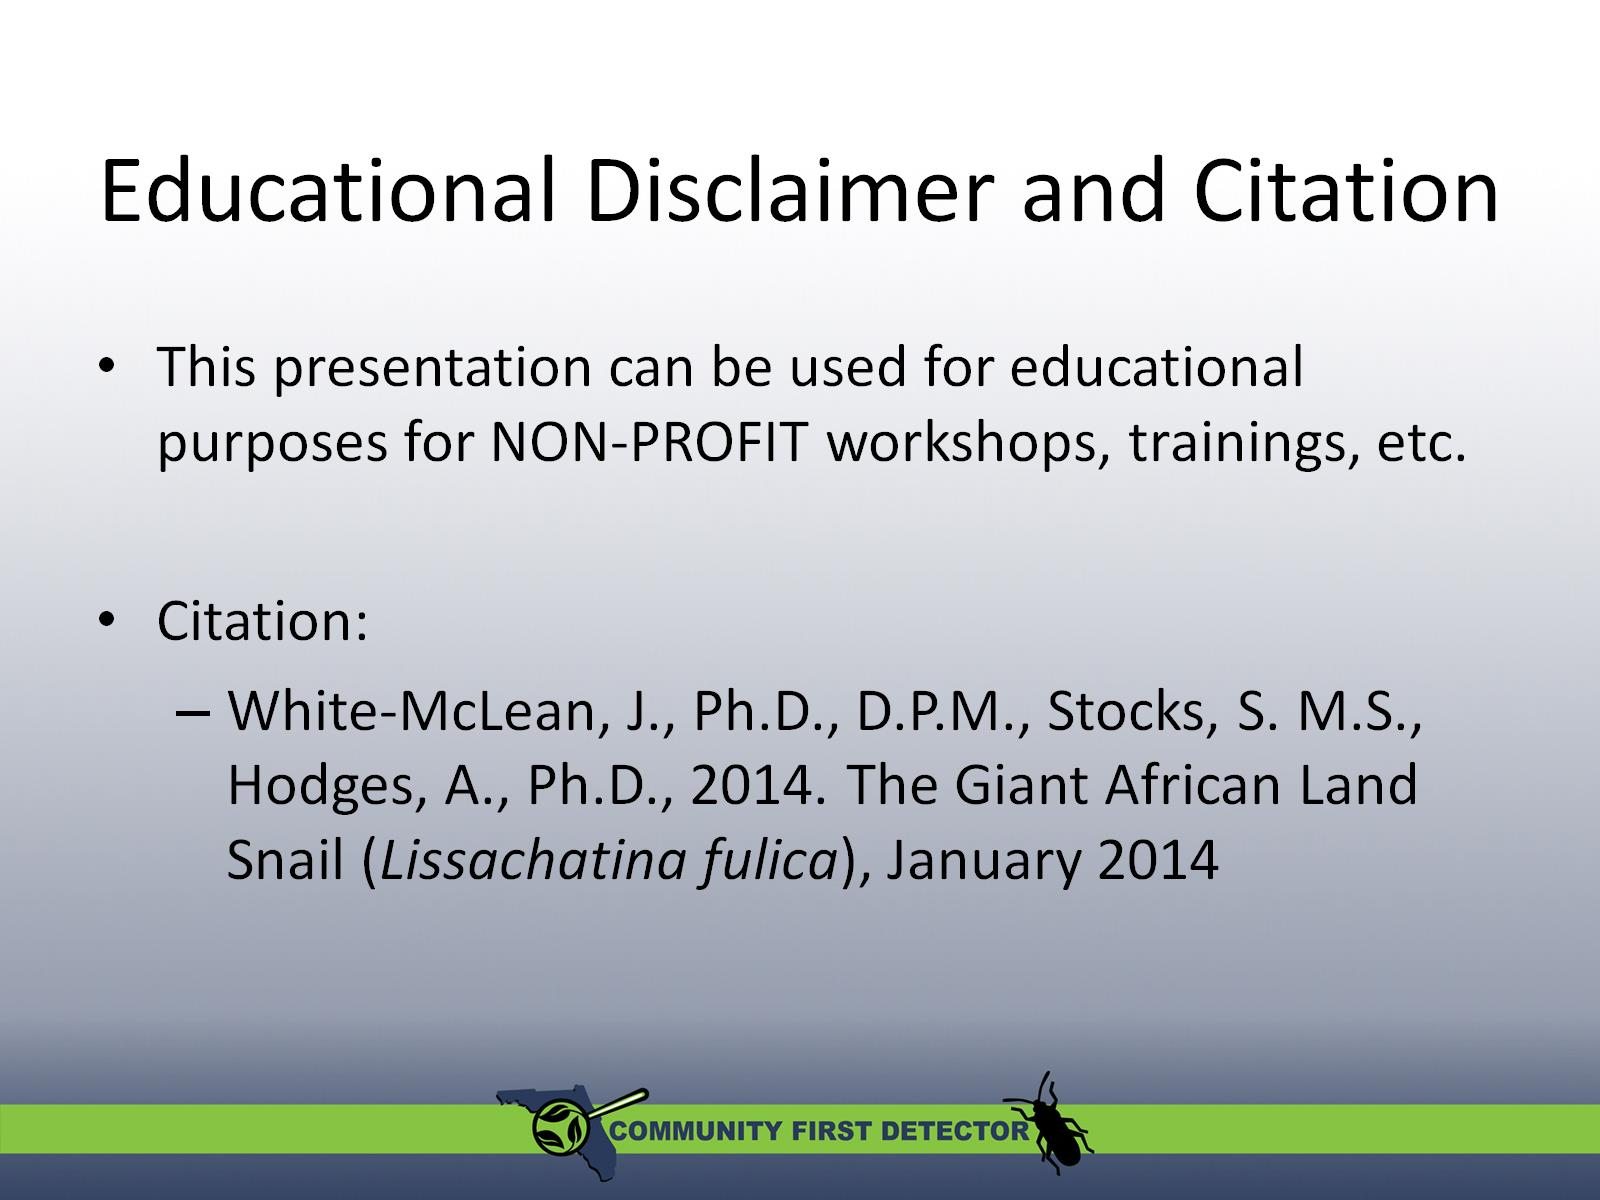 Educational Disclaimer and Citation
• This presentation can be used for educational
purposes for NON-PROFIT workshops, trainings, etc.
• Citation:
– White-McLean, J., Ph.D., D.P.M., Stocks, S. M.S.,
Hodges, A., Ph.D., 2014. The Giant African Land
Snail (Lissachatina fulica), January 2014
COMMUNITY FIRST DETECTOR